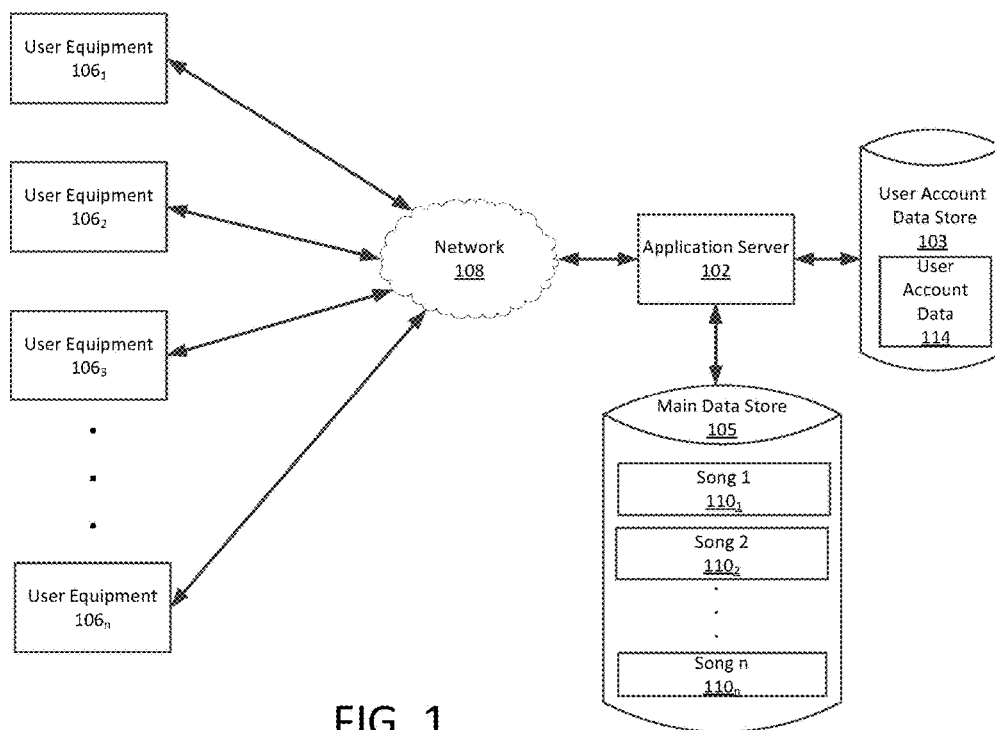 User Equipment
106₁
User Equipment
106₂
User Equipment
106₃
User Equipment
106ₙ
Network
108
Application Server
102
User Account
Data Store
103
User
Account
Data
114
Main Data Store
105
Song 1
110₁
Song 2
110₂
Song n
110ₙ
FIG. 1